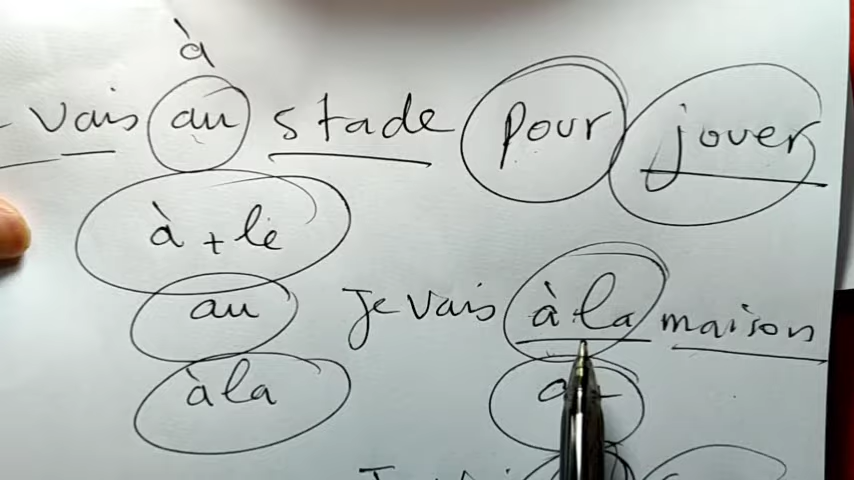 à
vais au stade pour jouer
à + le
au Je vais à la maison
à la